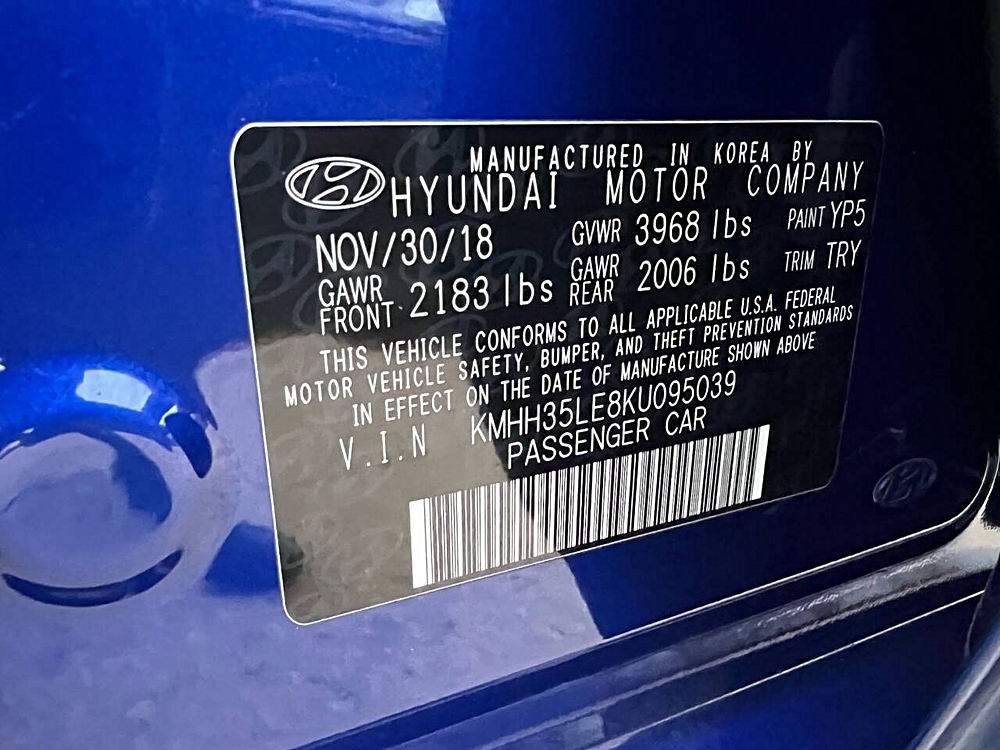 MANUFACTURED IN KOREA BY
HYUNDAI MOTOR COMPANY
NOV/30/18 GVWR 3968 lbs PAINT YP5
GAWR FRONT 2183 lbs GAWR REAR 2006 lbs TRIM TRY
THIS VEHICLE CONFORMS TO ALL APPLICABLE U.S.A. FEDERAL
MOTOR VEHICLE SAFETY, BUMPER, AND THEFT PREVENTION STANDARDS
IN EFFECT ON THE DATE OF MANUFACTURE SHOWN ABOVE
V.I.N KMHH35LE8KU095039
PASSENGER CAR